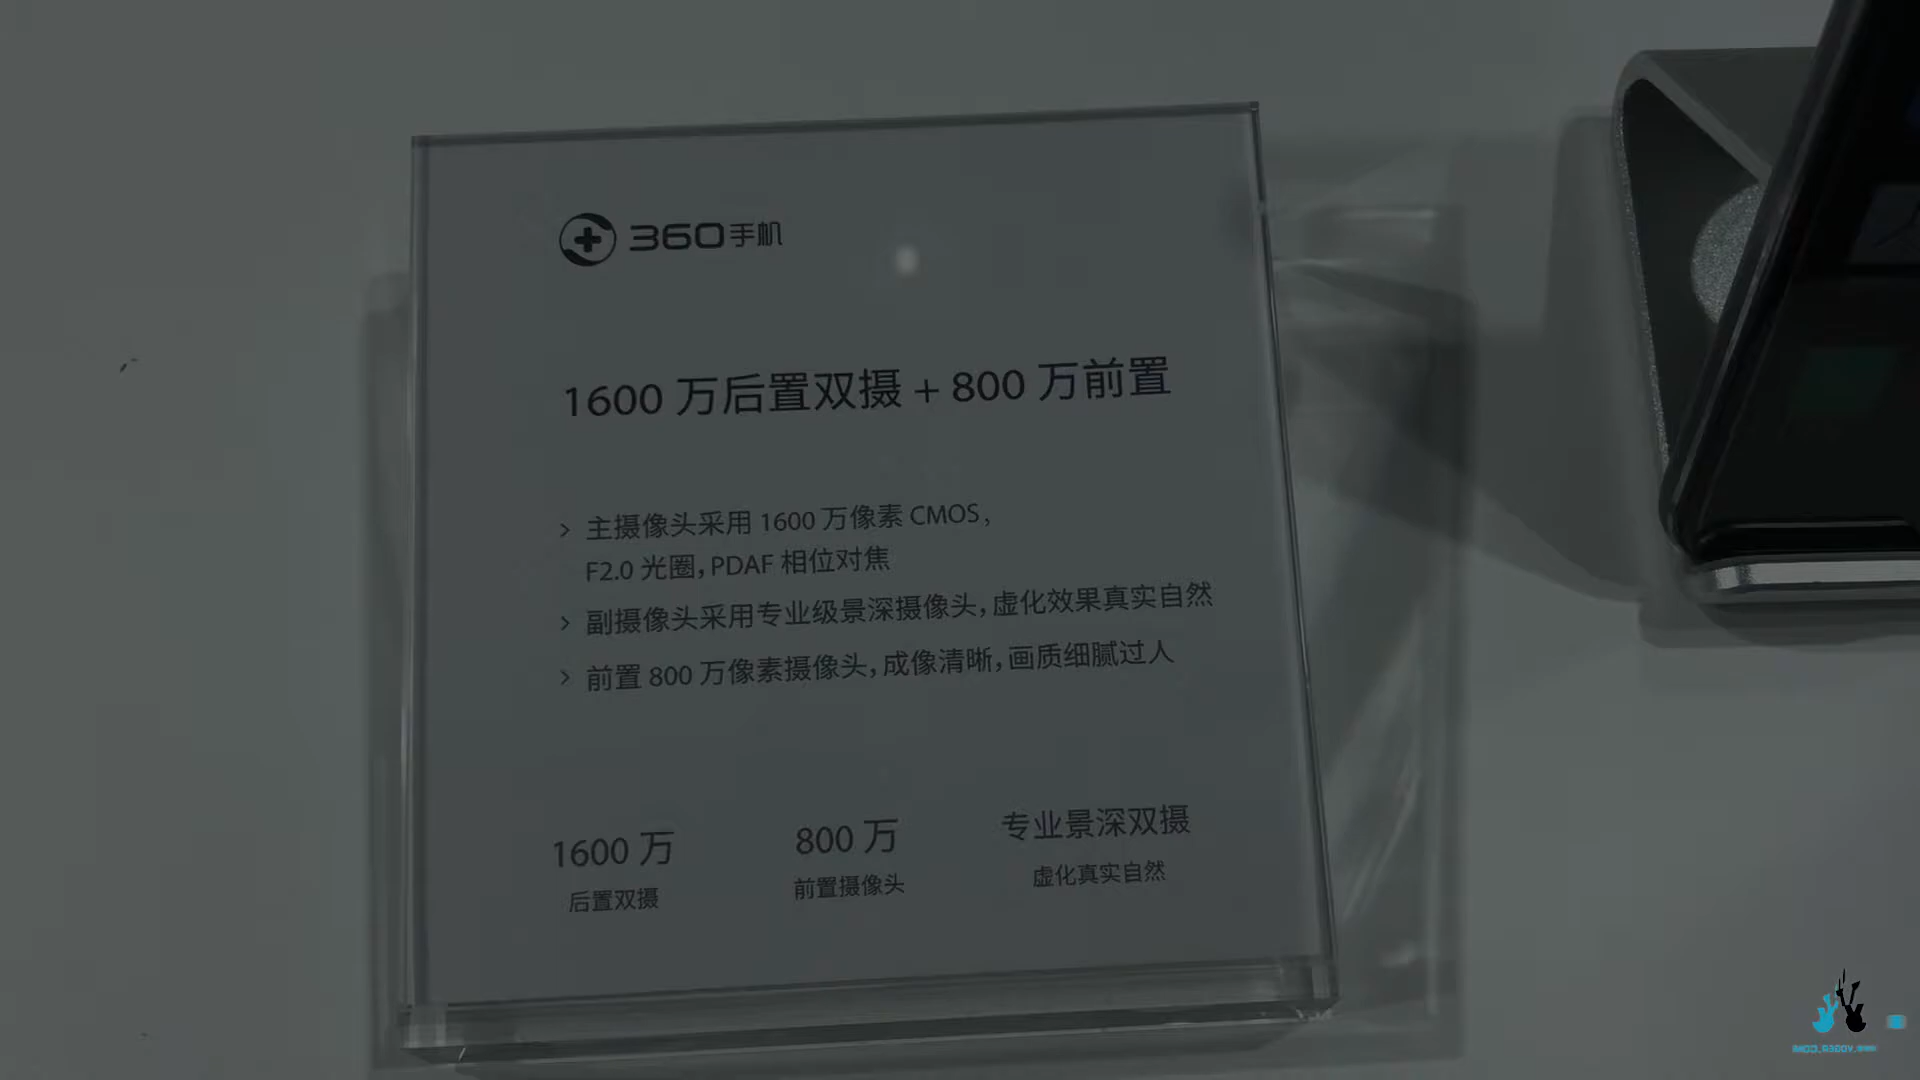 360手机
1600 万后置双摄 + 800 万前置
› 主摄像头采用 1600 万像素 CMOS，
F2.0 光圈，PDAF 相位对焦
› 副摄像头采用专业级景深摄像头，虚化效果真实自然
› 前置 800 万像素摄像头，成像清晰，画质细腻过人
1600 万 800 万 专业景深双摄
后置双摄 前置摄像头 虚化真实自然